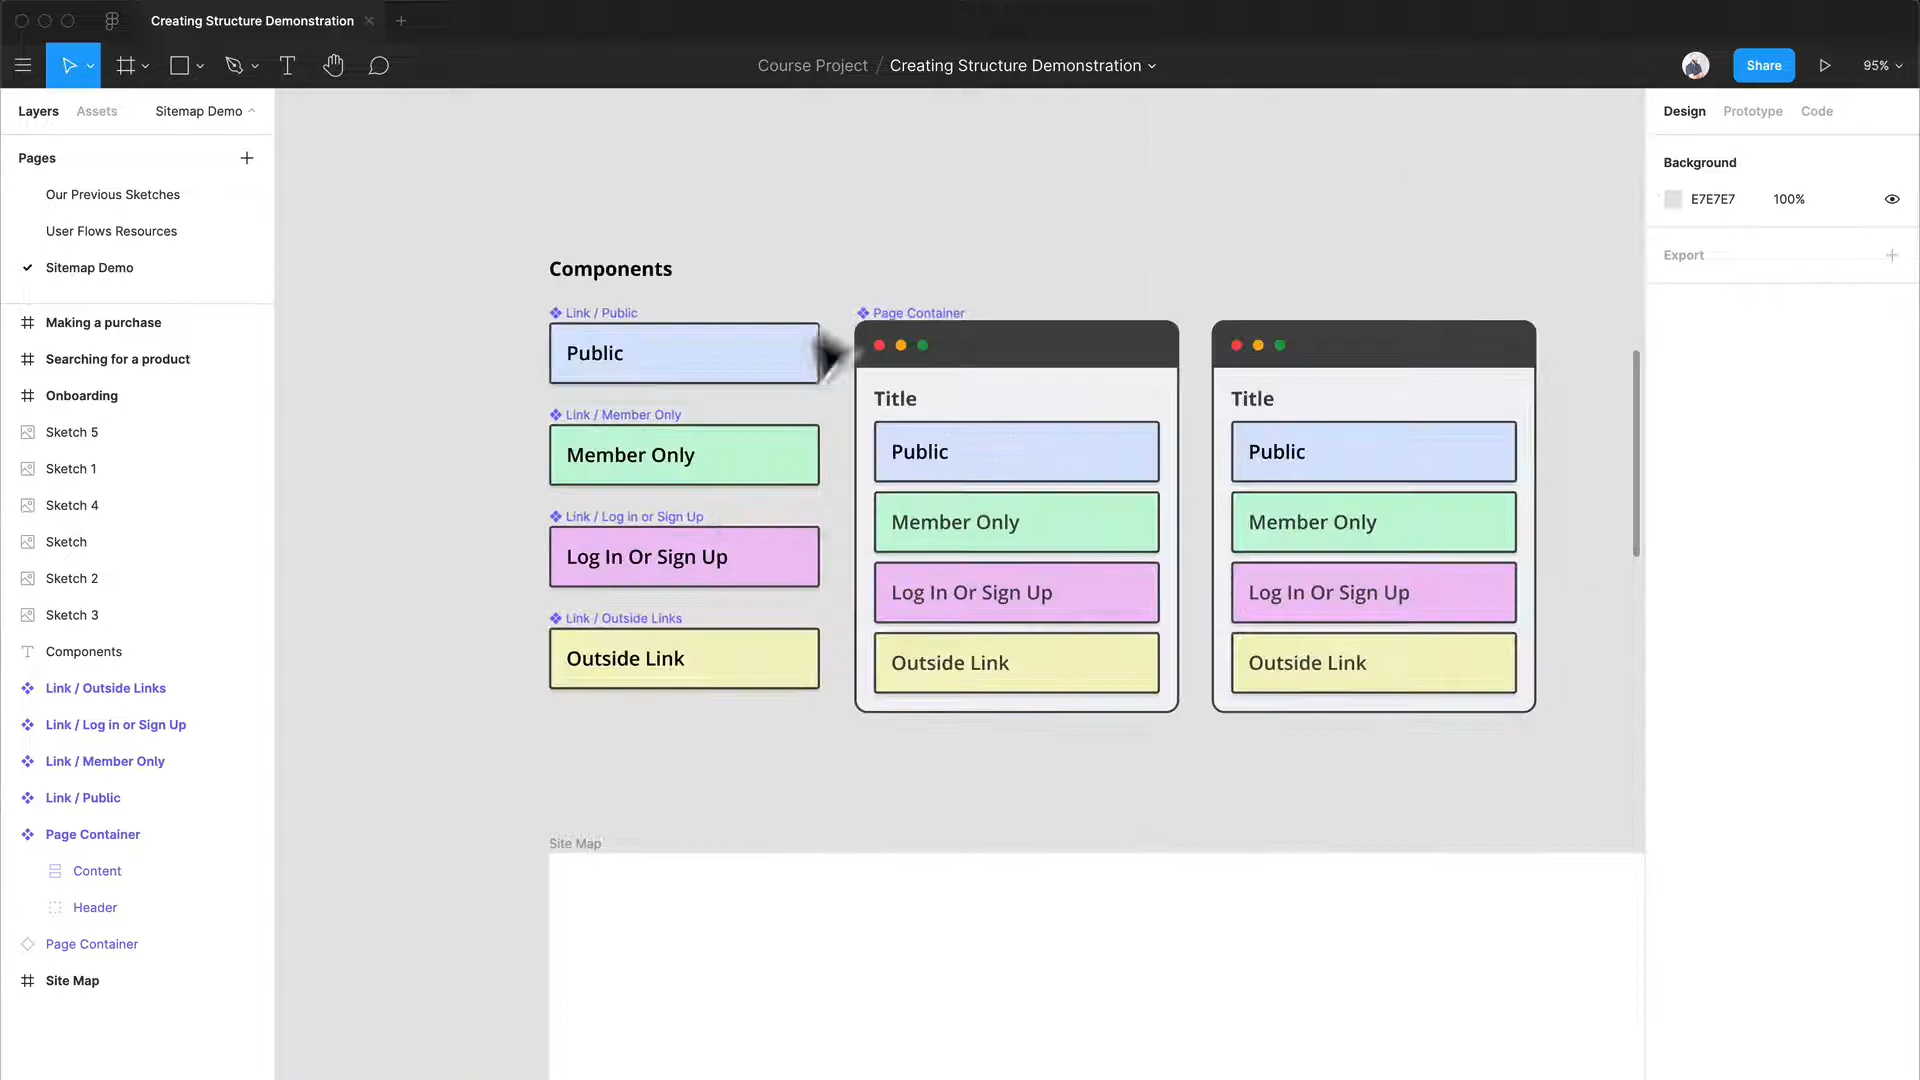 Creating Structure Demonstration
Course Project / Creating Structure Demonstration
Share
95%
Layers
Assets
Sitemap Demo
Pages
Our Previous Sketches
User Flows Resources
Sitemap Demo
Making a purchase
Searching for a product
Onboarding
Sketch 5
Sketch 1
Sketch 4
Sketch
Sketch 2
Sketch 3
Components
Link / Outside Links
Link / Log in or Sign Up
Link / Member Only
Link / Public
Page Container
Content
Header
Page Container
Site Map
Components
Link / Public
Public
Link / Member Only
Member Only
Link / Log in or Sign Up
Log In Or Sign Up
Link / Outside Links
Outside Link
Page Container
Title
Public
Member Only
Log In Or Sign Up
Outside Link
Title
Public
Member Only
Log In Or Sign Up
Outside Link
Site Map
Design
Prototype
Code
Background
E7E7E7
100%
Export